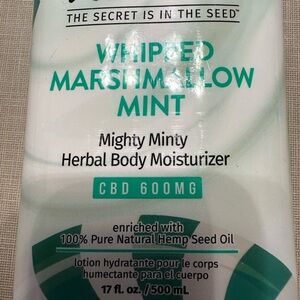 THE SECRET IS IN THE SEED™
WHIPPED
MARSHMALLOW
MINT
Mighty Minty
Herbal Body Moisturizer
CBD 600MG
enriched with
100% Pure Natural Hemp Seed Oil
lotion hydratante pour le corps
humectante para el cuerpo
17 fl. oz. / 500 mL